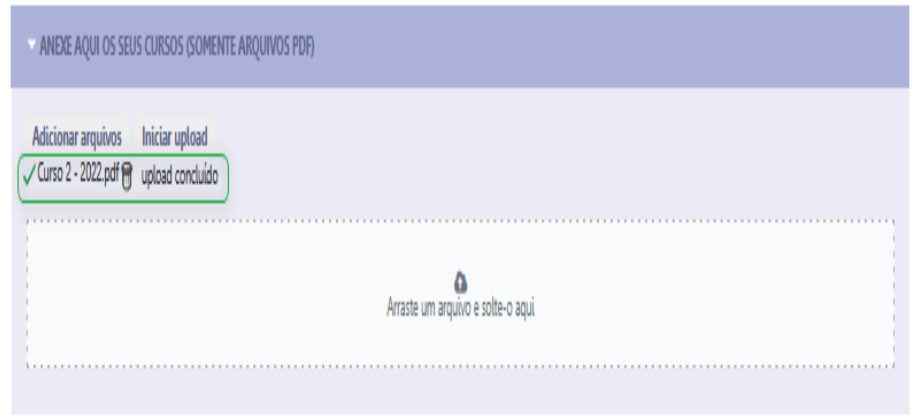 ANEXE AQUI OS SEUS CURSOS (SOMENTE ARQUIVOS PDF)
Adicionar arquivos Iniciar upload
Curso 2 - 2022.pdf upload concluído
Arraste um arquivo e solte-o aqui